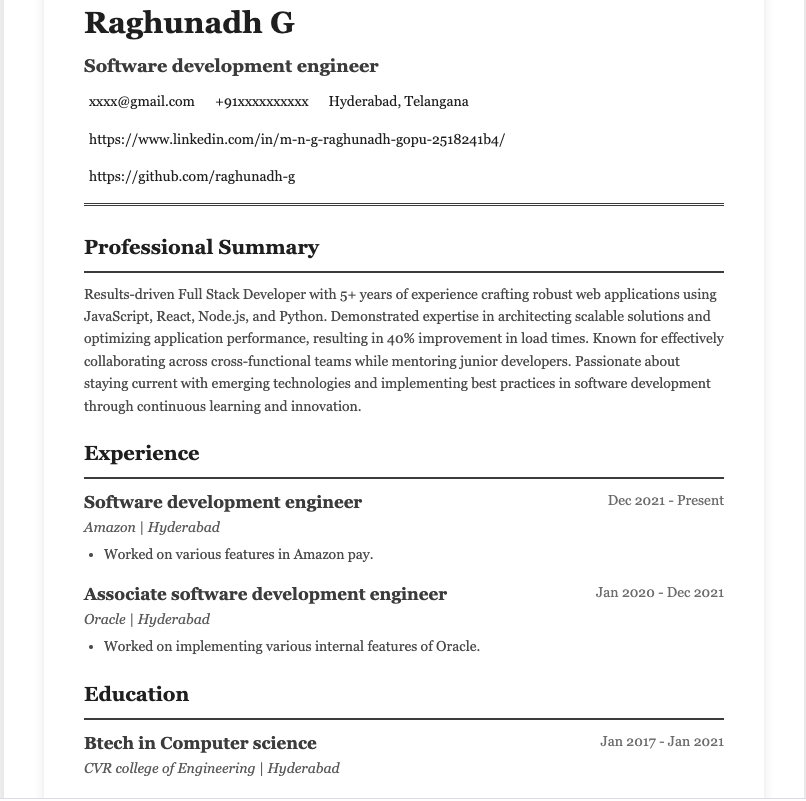 Raghunadh G
Software development engineer
xxxx@gmail.com +91xxxxxxxxxx Hyderabad, Telangana
https://www.linkedin.com/in/m-n-g-raghunadh-gopu-2518241b4/
https://github.com/raghunadh-g
Professional Summary
Results-driven Full Stack Developer with 5+ years of experience crafting robust web applications using
JavaScript, React, Node.js, and Python. Demonstrated expertise in architecting scalable solutions and
optimizing application performance, resulting in 40% improvement in load times. Known for effectively
collaborating across cross-functional teams while mentoring junior developers. Passionate about
staying current with emerging technologies and implementing best practices in software development
through continuous learning and innovation.
Experience
Software development engineer Dec 2021 - Present
Amazon | Hyderabad
• Worked on various features in Amazon pay.
Associate software development engineer Jan 2020 - Dec 2021
Oracle | Hyderabad
• Worked on implementing various internal features of Oracle.
Education
Btech in Computer science Jan 2017 - Jan 2021
CVR college of Engineering | Hyderabad